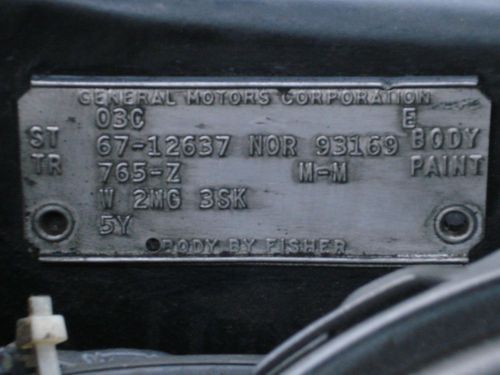 GENERAL MOTORS CORPORATION
03C E
ST 67-12637 NOR 93169 BODY
TR 765-Z M-M PAINT
W 2MG 3SK
5Y
BODY BY FISHER